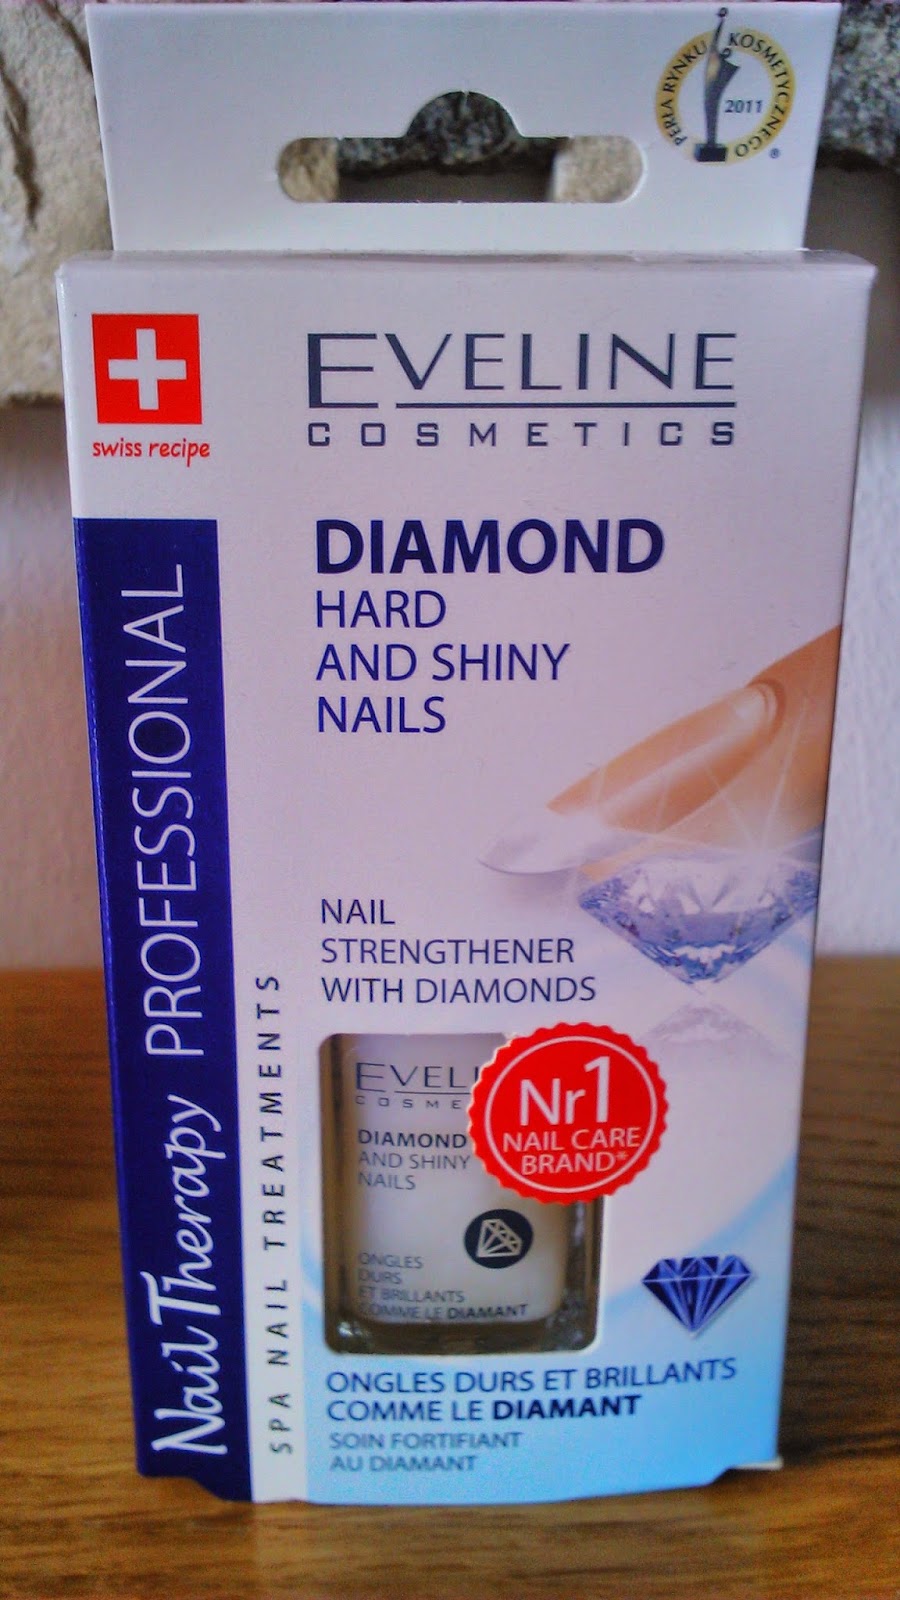 PERŁA RYNKU KOSMETYCZNEGO
2011
®
swiss recipe
EVELINE
COSMETICS
DIAMOND
HARD
AND SHINY
NAILS
Nail Therapy PROFESSIONAL
SPA NAIL TREATMENTS
NAIL
STRENGTHENER
WITH DIAMONDS
EVELI
COSME
DIAMOND
AND SHINY
NAILS
ONGLES
DURS
ET BRILLANTS
COMME LE DIAMANT
Nr1
NAIL CARE
BRAND*
ONGLES DURS ET BRILLANTS
COMME LE DIAMANT
SOIN FORTIFIANT
AU DIAMANT